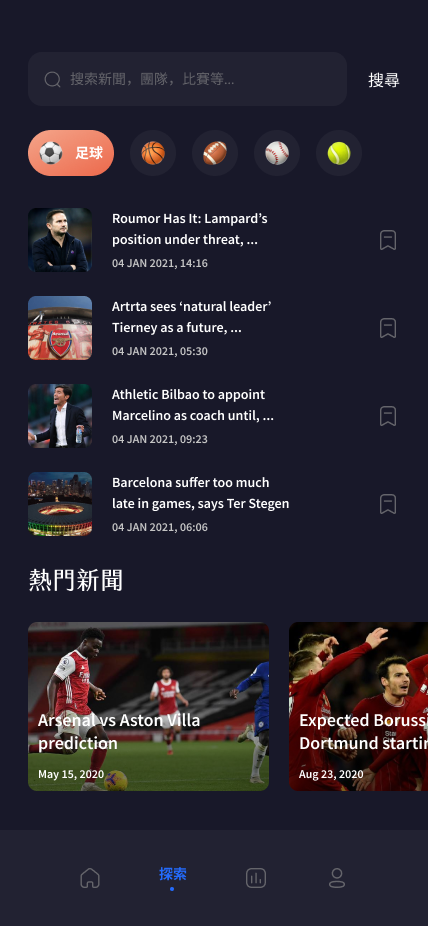 搜索新聞，團隊，比賽等...
搜尋
足球
Roumor Has It: Lampard’s
position under threat, ...
04 JAN 2021, 14:16
Artrta sees ‘natural leader’
Tierney as a future, ...
04 JAN 2021, 05:30
Athletic Bilbao to appoint
Marcelino as coach until, ...
04 JAN 2021, 09:23
Barcelona suffer too much
late in games, says Ter Stegen
04 JAN 2021, 06:06
熱門新聞
Arsenal vs Aston Villa
prediction
May 15, 2020
Expected Borussi
Dortmund startin
Aug 23, 2020
探索